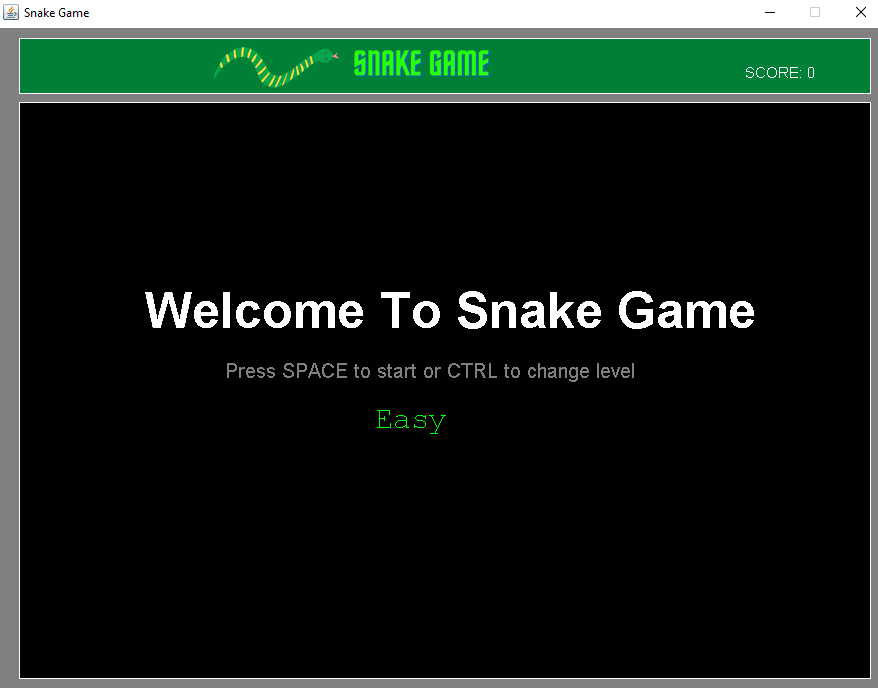 Snake Game
SNAKE GAME
SCORE: 0
Welcome To Snake Game
Press SPACE to start or CTRL to change level
Easy